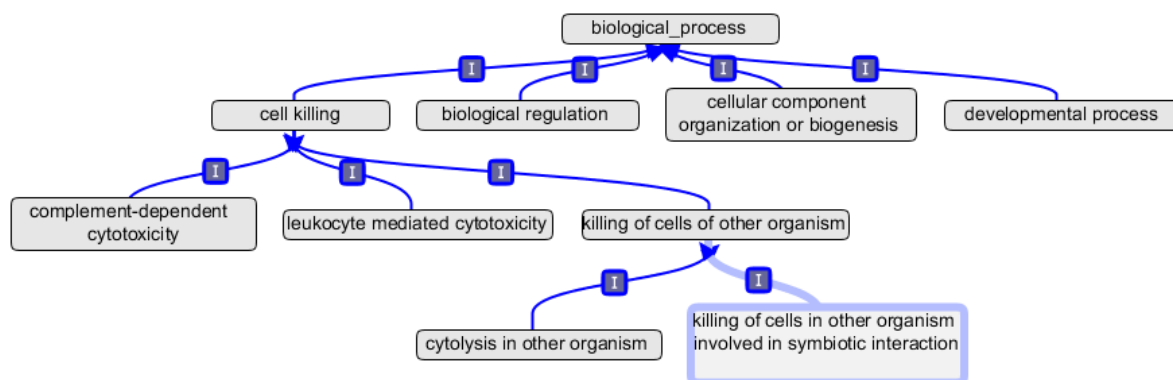 biological_process
I
I
I
I
cell killing
biological regulation
cellular component
organization or biogenesis
developmental process
I
I
I
complement-dependent
cytotoxicity
leukocyte mediated cytotoxicity
killing of cells of other organism
I
I
cytolysis in other organism
killing of cells in other organism
involved in symbiotic interaction